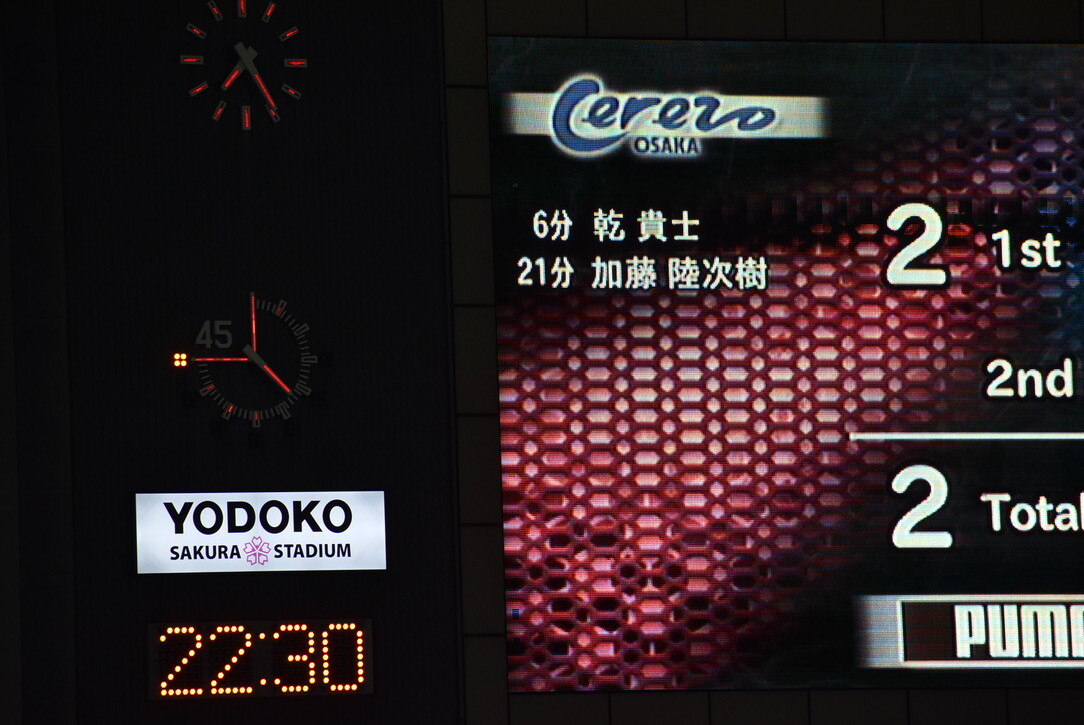 Cerezo
OSAKA
6分 乾 貴士
21分 加藤 陸次樹
2 1st
2nd
2 Total
PUMA
45
YODOKO
SAKURA STADIUM
22:30